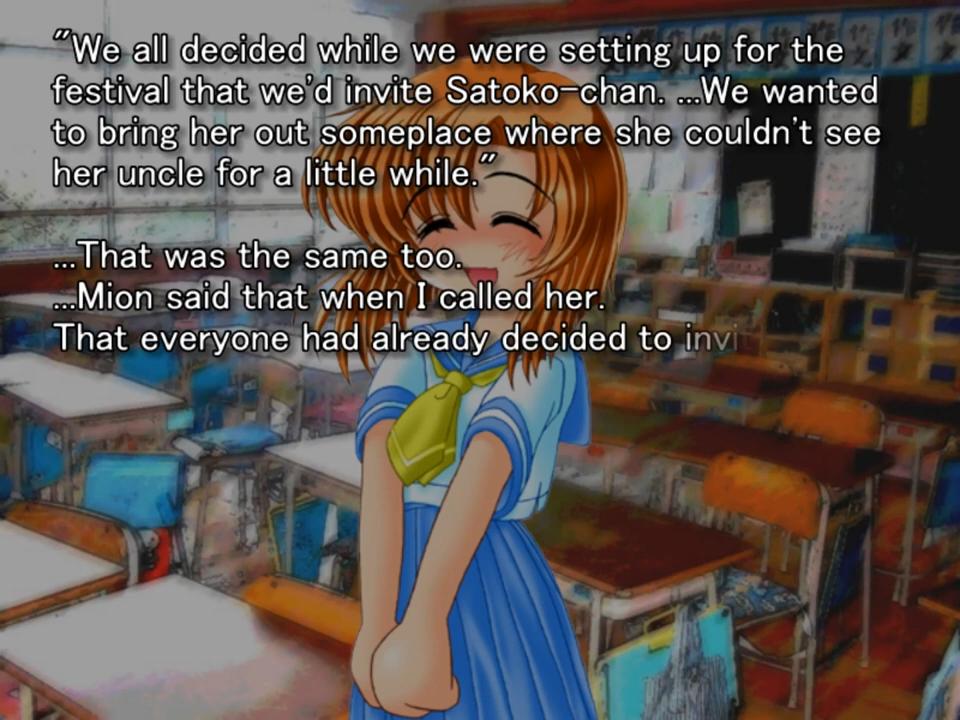 "We all decided while we were setting up for the
festival that we'd invite Satoko-chan. ...We wanted
to bring her out someplace where she couldn't see
her uncle for a little while."
...That was the same too.
...Mion said that when I called her.
That everyone had already decided to invi